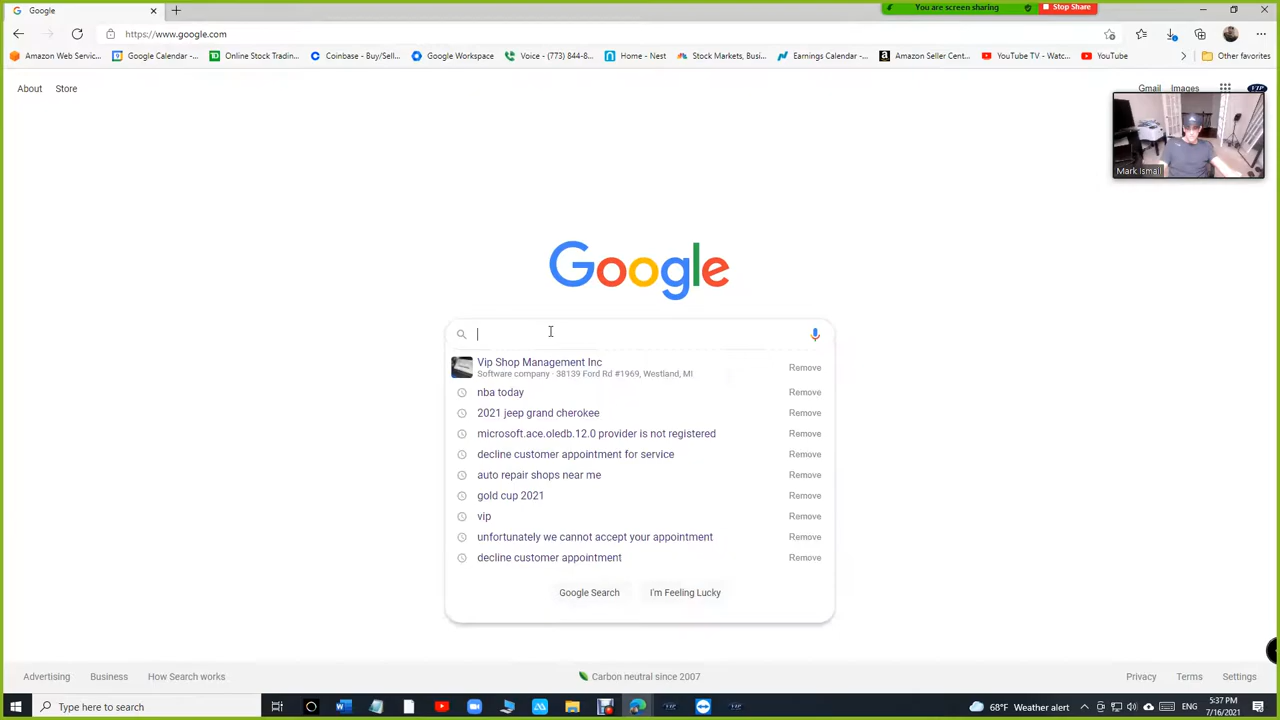 Google
You are screen sharing
Stop Share
https://www.google.com
Amazon Web Servic...
Google Calendar -...
Online Stock Tradin...
Coinbase - Buy/Sell...
Google Workspace
Voice - (773) 844-8...
Home - Nest
Stock Markets, Busi...
Earnings Calendar -...
Amazon Seller Cent...
YouTube TV - Watc...
YouTube
Other favorites
About
Store
Gmail
Images
VIP
Mark Ismail
Google
Vip Shop Management Inc
Software company · 38139 Ford Rd #1969, Westland, MI
Remove
nba today
Remove
2021 jeep grand cherokee
Remove
microsoft.ace.oledb.12.0 provider is not registered
Remove
decline customer appointment for service
Remove
auto repair shops near me
Remove
gold cup 2021
Remove
vip
Remove
unfortunately we cannot accept your appointment
Remove
decline customer appointment
Remove
Google Search
I'm Feeling Lucky
Advertising
Business
How Search works
Carbon neutral since 2007
Privacy
Terms
Settings
Type here to search
68°F Weather alert
ENG
5:37 PM
7/16/2021